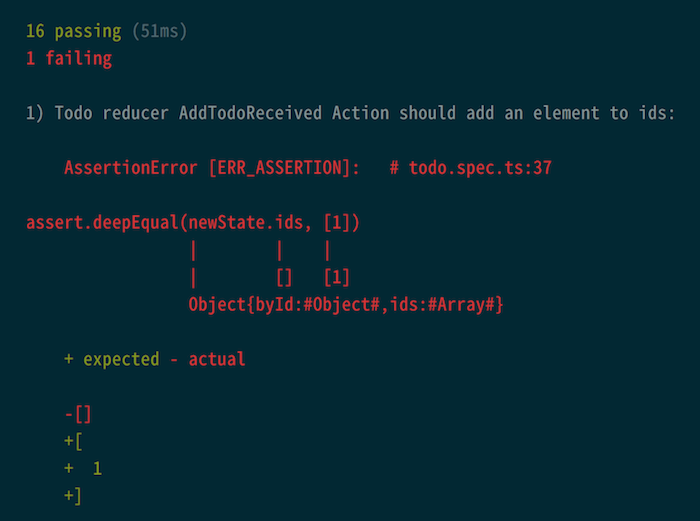 16 passing (51ms)
1 failing
1) Todo reducer AddTodoReceived Action should add an element to ids:
AssertionError [ERR_ASSERTION]:   # todo.spec.ts:37
assert.deepEqual(newState.ids, [1])
                 |        |    |
                 |        []   [1]
                 Object{byId:#Object#,ids:#Array#}
+ expected - actual
-[]
+[
+  1
+]